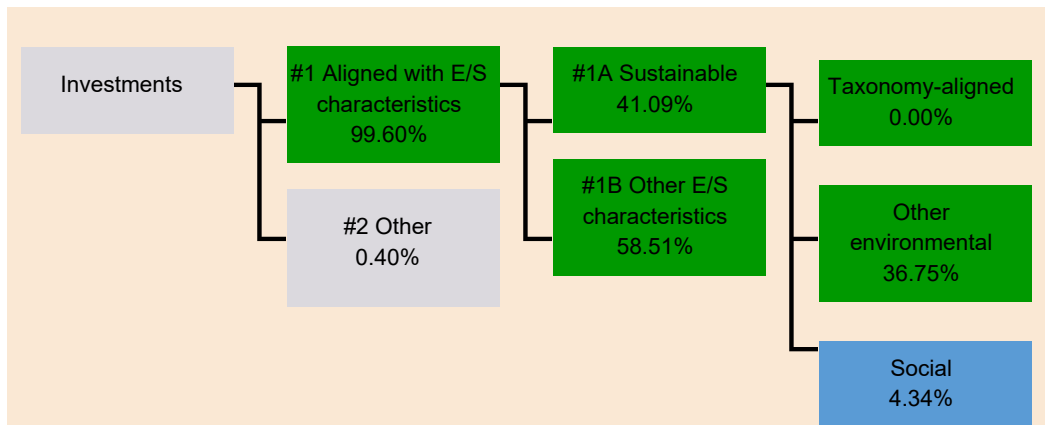 Investments
#1 Aligned with E/S
characteristics
99.60%
#2 Other
0.40%
#1A Sustainable
41.09%
#1B Other E/S
characteristics
58.51%
Taxonomy-aligned
0.00%
Other
environmental
36.75%
Social
4.34%